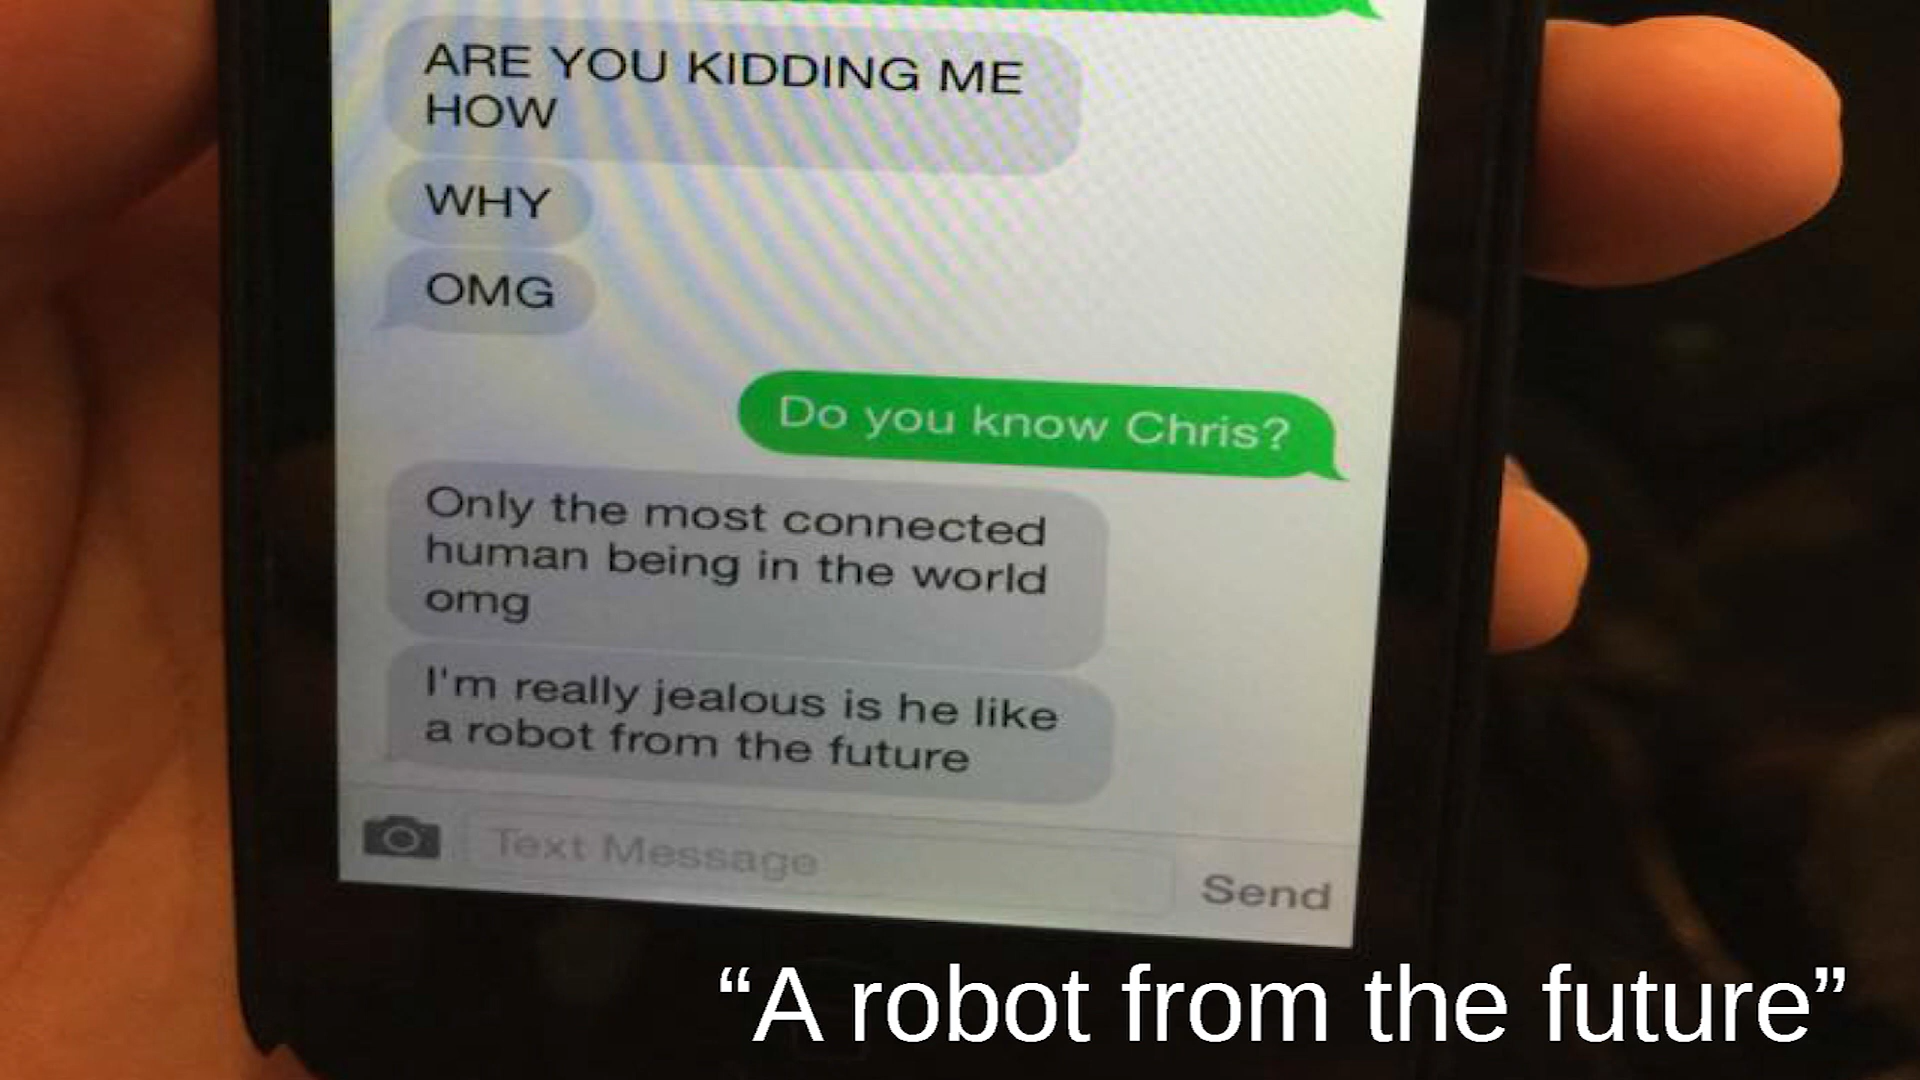 ARE YOU KIDDING ME
HOW
WHY
OMG
Do you know Chris?
Only the most connected
human being in the world
omg
I'm really jealous is he like
a robot from the future
Text Message
Send
“A robot from the future”